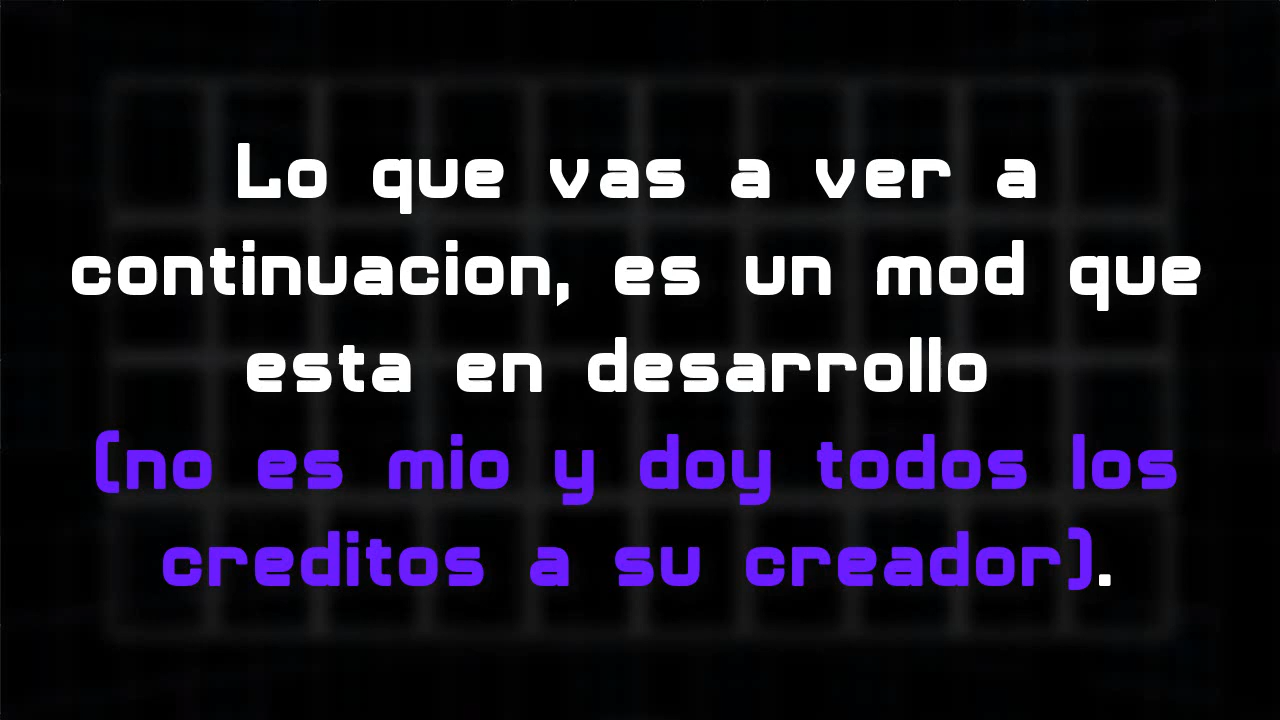 Lo que vas a ver a
continuacion, es un mod que
esta en desarrollo
(no es mio y doy todos los
creditos a su creador).